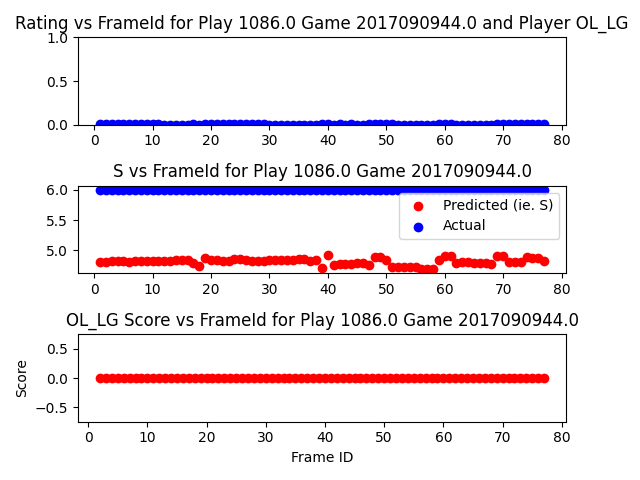 Rating vs FrameId for Play 1086.0 Game 2017090944.0 and Player OL_LG
1.0
0.5
0.0
0 10 20 30 40 50 60 70 80
S vs FrameId for Play 1086.0 Game 2017090944.0
6.0
5.5
5.0
Predicted (ie. S)
Actual
0 10 20 30 40 50 60 70 80
OL_LG Score vs FrameId for Play 1086.0 Game 2017090944.0
Score
0.5
0.0
−0.5
0 10 20 30 40 50 60 70 80
Frame ID